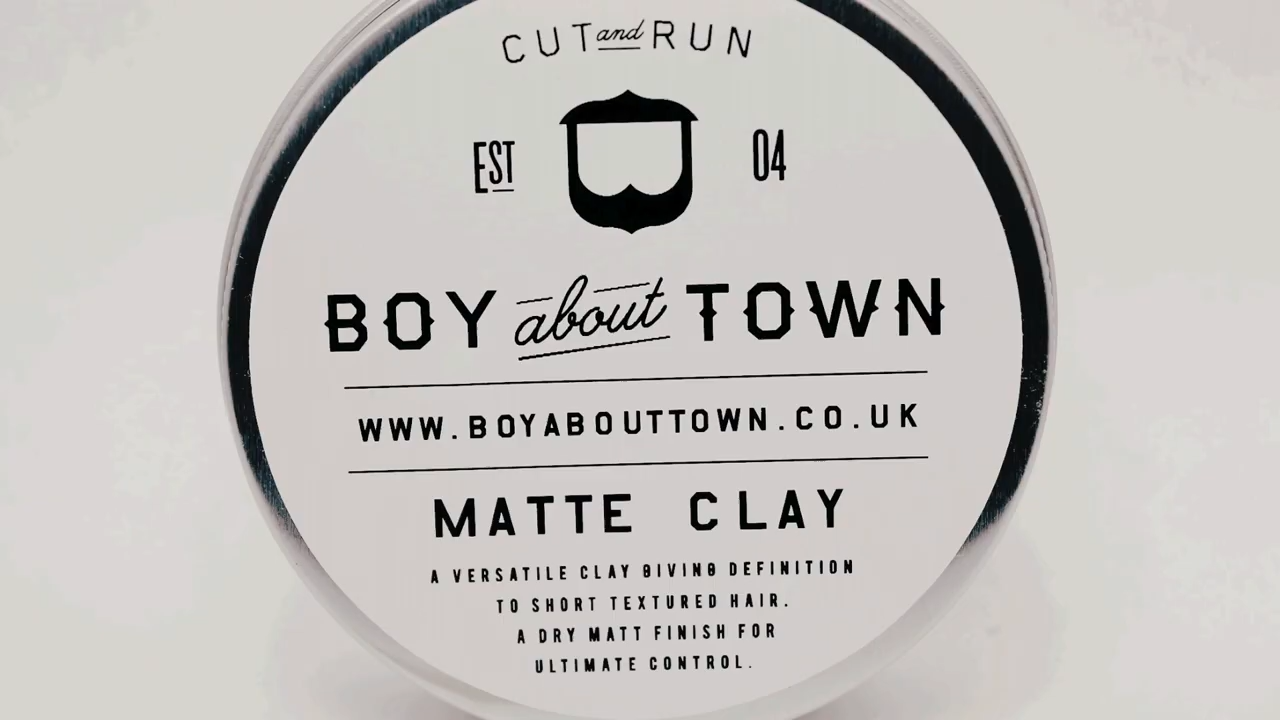 CUT and RUN
EST 04
BOY about TOWN
WWW.BOYABOUTTOWN.CO.UK
MATTE CLAY
A VERSATILE CLAY GIVING DEFINITION
TO SHORT TEXTURED HAIR.
A DRY MATT FINISH FOR
ULTIMATE CONTROL.